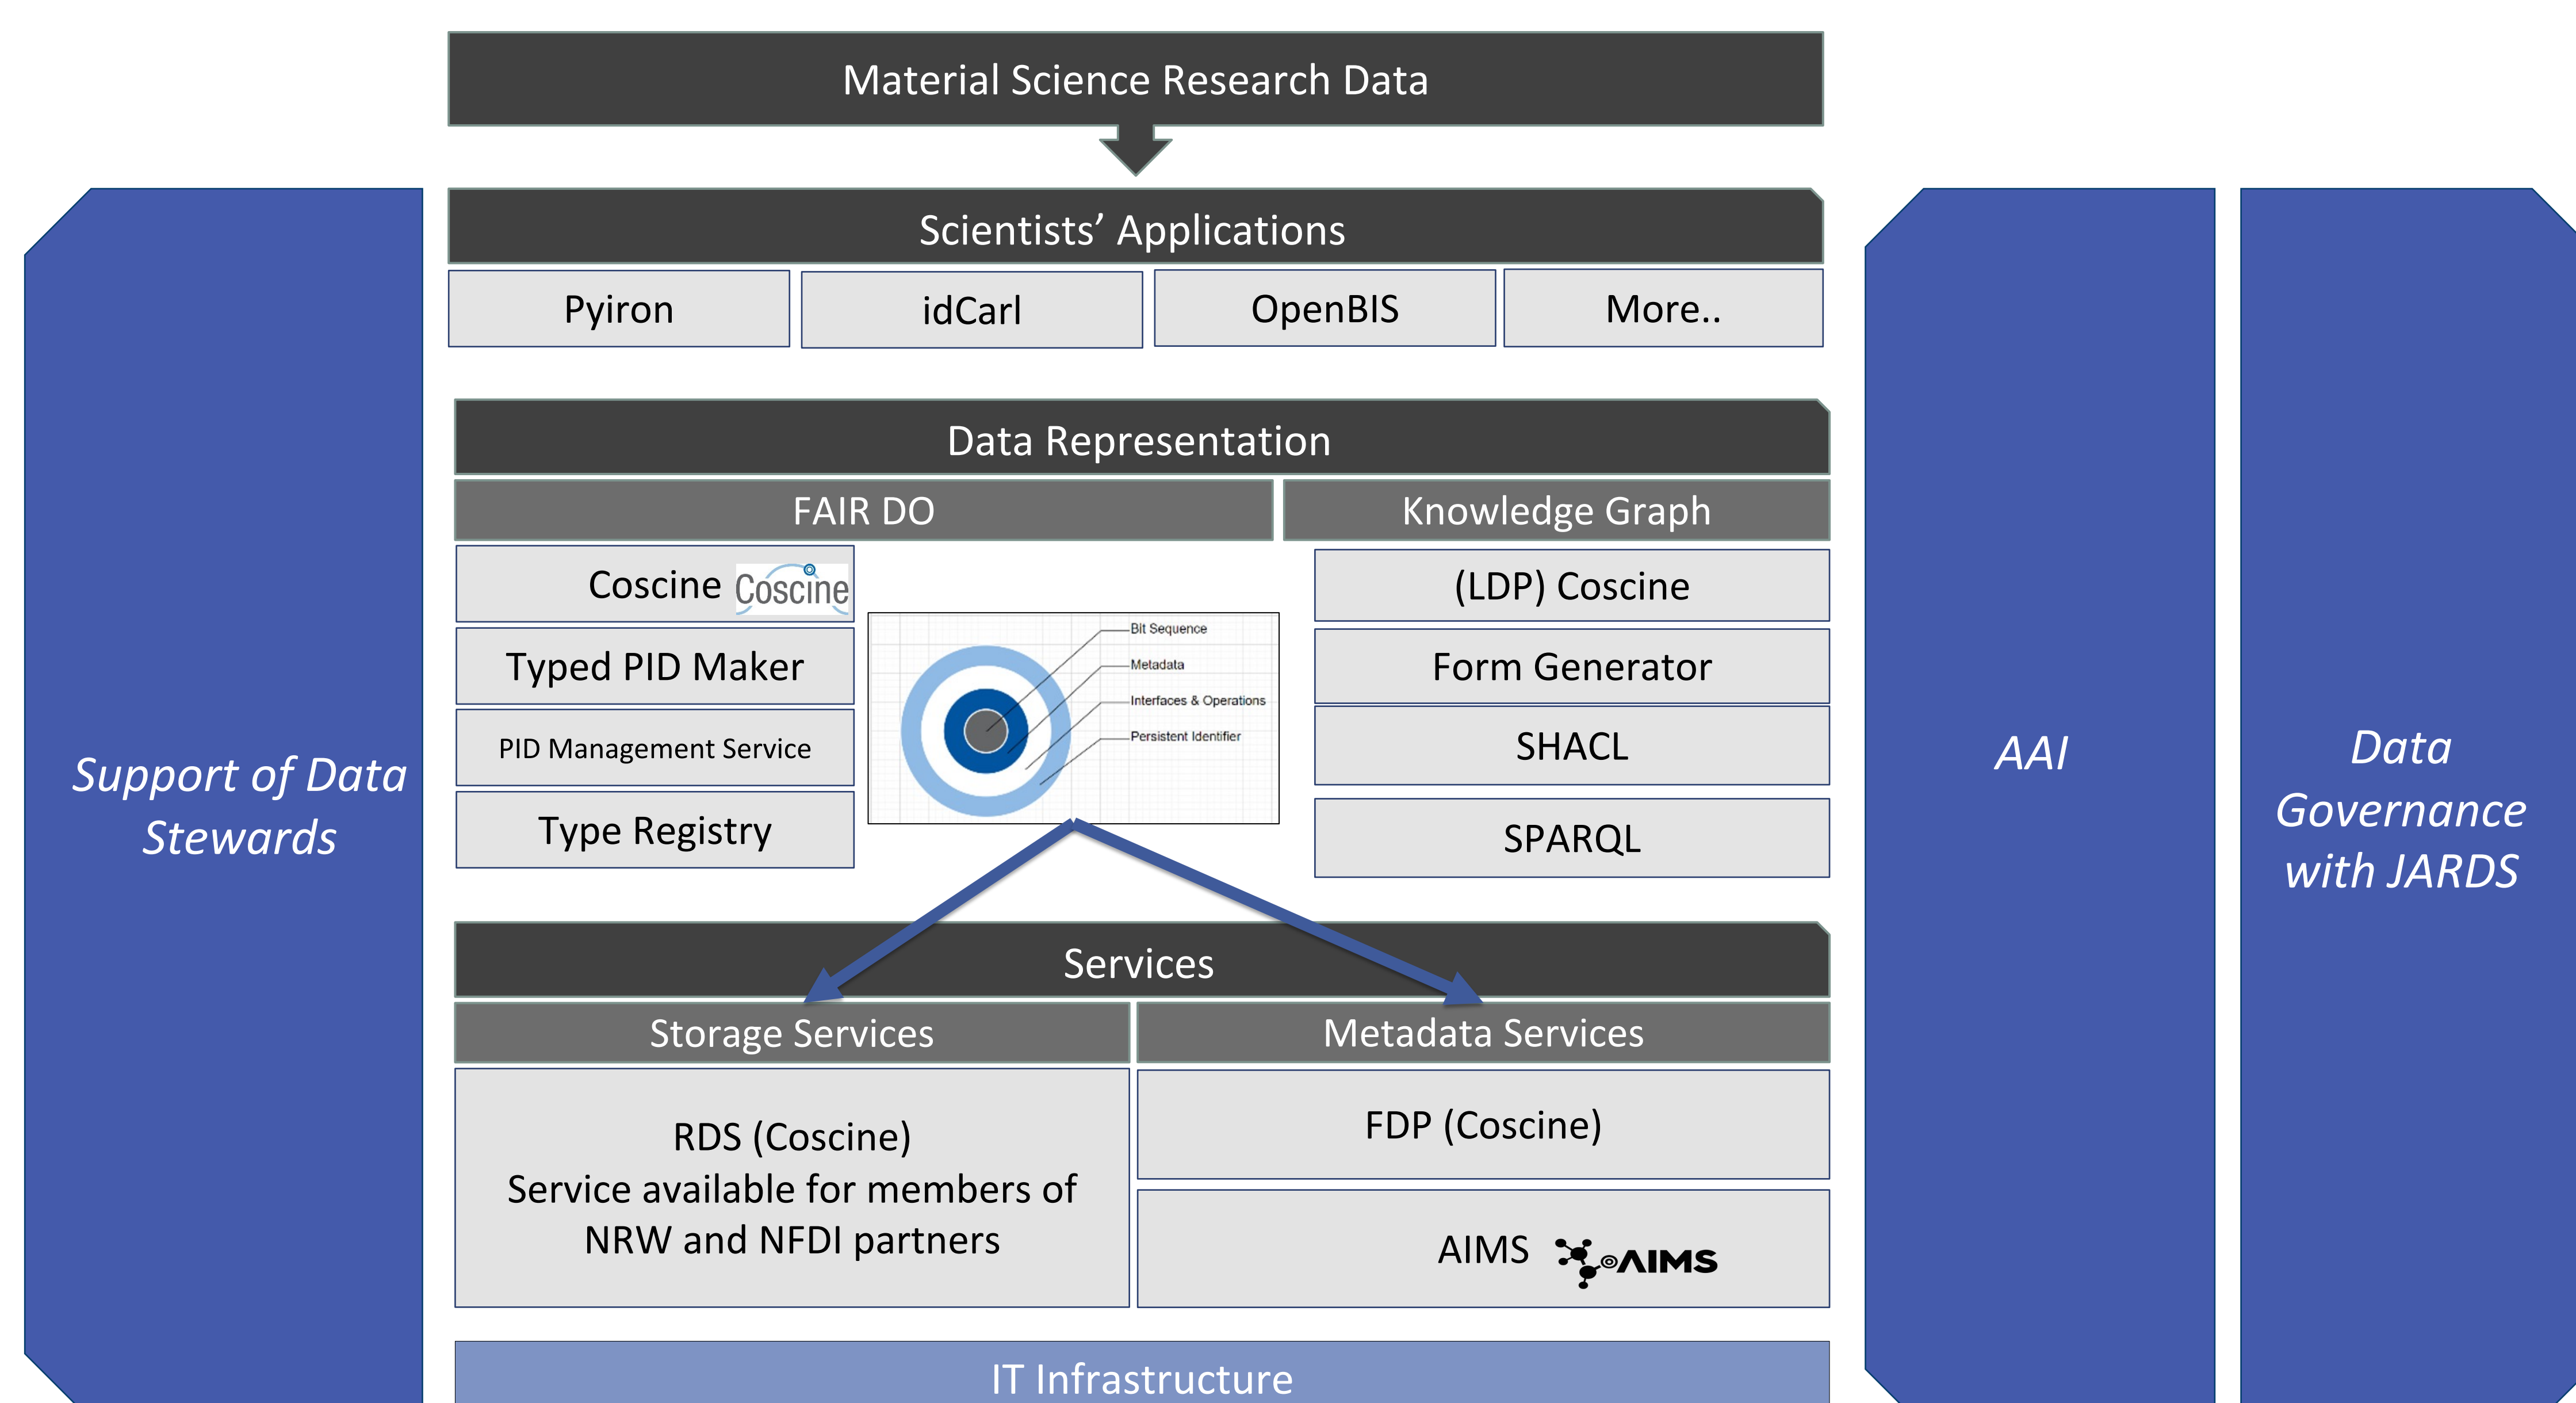 Material Science Research Data
Scientists’ Applications
Pyiron
idCarl
OpenBIS
More..
Data Representation
FAIR DO
Knowledge Graph
Coscine
Coscine
Typed PID Maker
PID Management Service
Type Registry
Bit Sequence
Metadata
Interfaces & Operations
Persistent Identifier
(LDP) Coscine
Form Generator
SHACL
SPARQL
Services
Storage Services
Metadata Services
RDS (Coscine)
Service available for members of
NRW and NFDI partners
FDP (Coscine)
AIMS
AIMS
IT Infrastructure
Support of Data
Stewards
AAI
Data
Governance
with JARDS